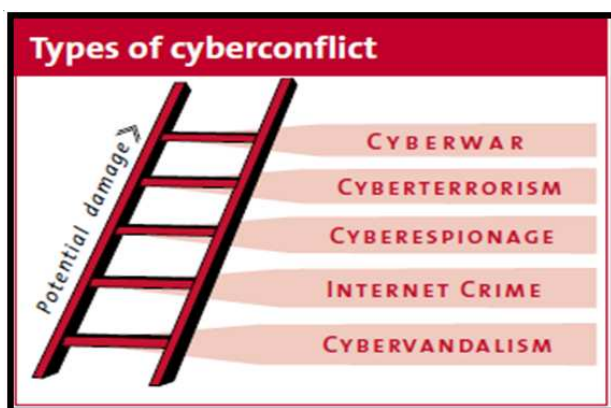 Types of cyberconflict
Potential damage
CYBERWAR
CYBERTERRORISM
CYBERESPIONAGE
INTERNET CRIME
CYBERVANDALISM